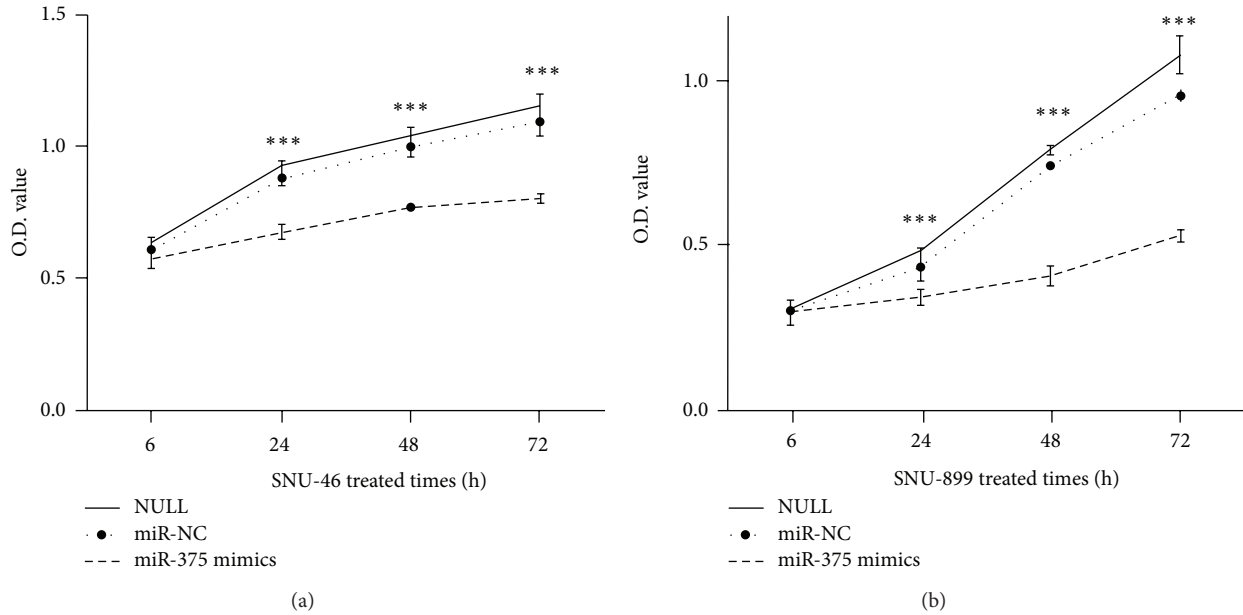 1.5
1.0
0.5
0.0
O.D. value
***
***
***
6
24
48
72
SNU-46 treated times (h)
NULL
miR-NC
miR-375 mimics
(a)
1.0
0.5
0.0
O.D. value
***
***
***
6
24
48
72
SNU-899 treated times (h)
NULL
miR-NC
miR-375 mimics
(b)